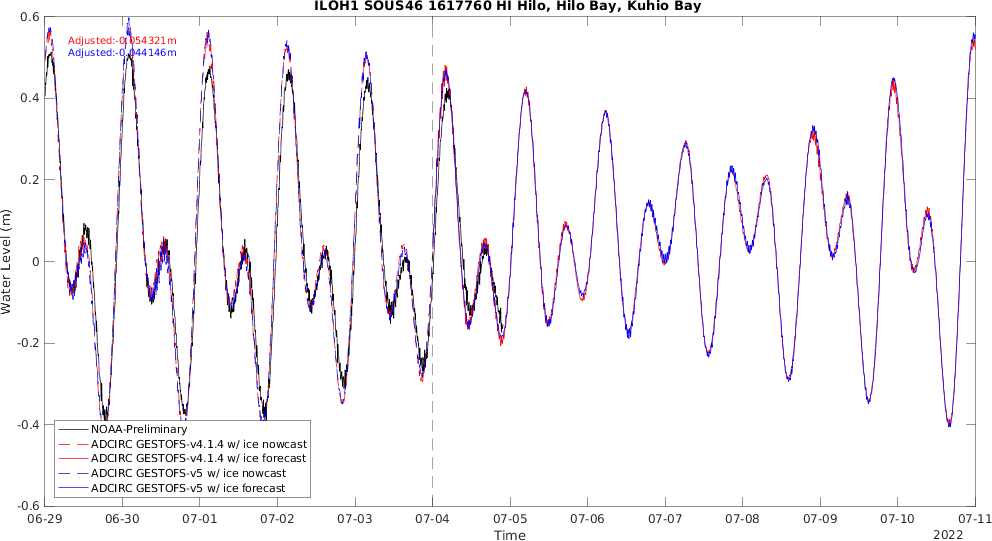 ILOH1 SOUS46 1617760 HI Hilo, Hilo Bay, Kuhio Bay
0.6
Adjusted:-0.054321m
Adjusted:-0.044146m
0.4
0.2
0
-0.2
-0.4
-0.6
Water Level (m)
NOAA-Preliminary
ADCIRC GESTOFS-v4.1.4 w/ ice nowcast
ADCIRC GESTOFS-v4.1.4 w/ ice forecast
ADCIRC GESTOFS-v5 w/ ice nowcast
ADCIRC GESTOFS-v5 w/ ice forecast
06-29 06-30 07-01 07-02 07-03 07-04 07-05 07-06 07-07 07-08 07-09 07-10 07-11
Time
2022